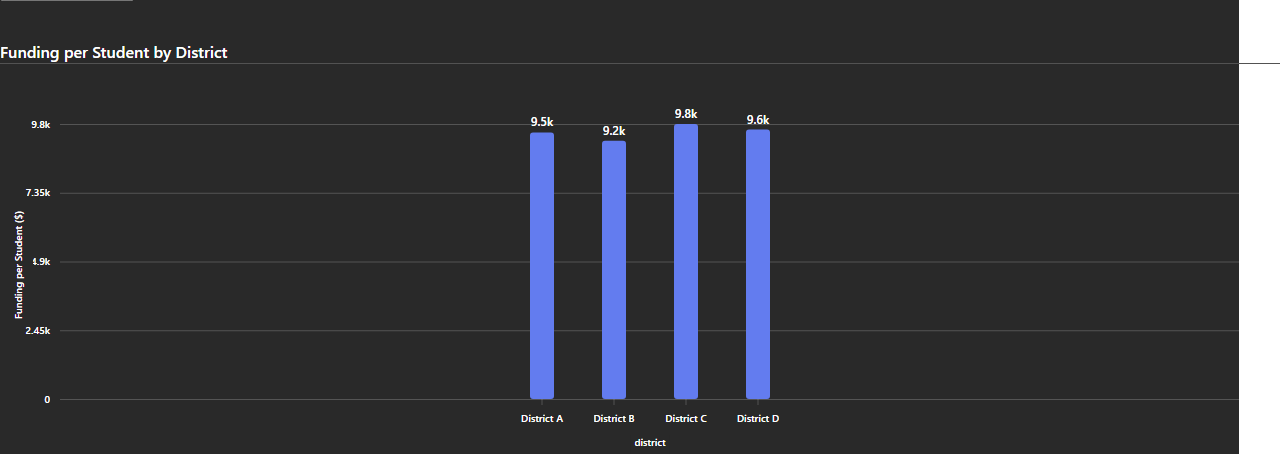 Funding per Student by District
9.8k
7.35k
4.9k
2.45k
0
Funding per Student ($)
9.5k
9.2k
9.8k
9.6k
District A
District B
District C
District D
district